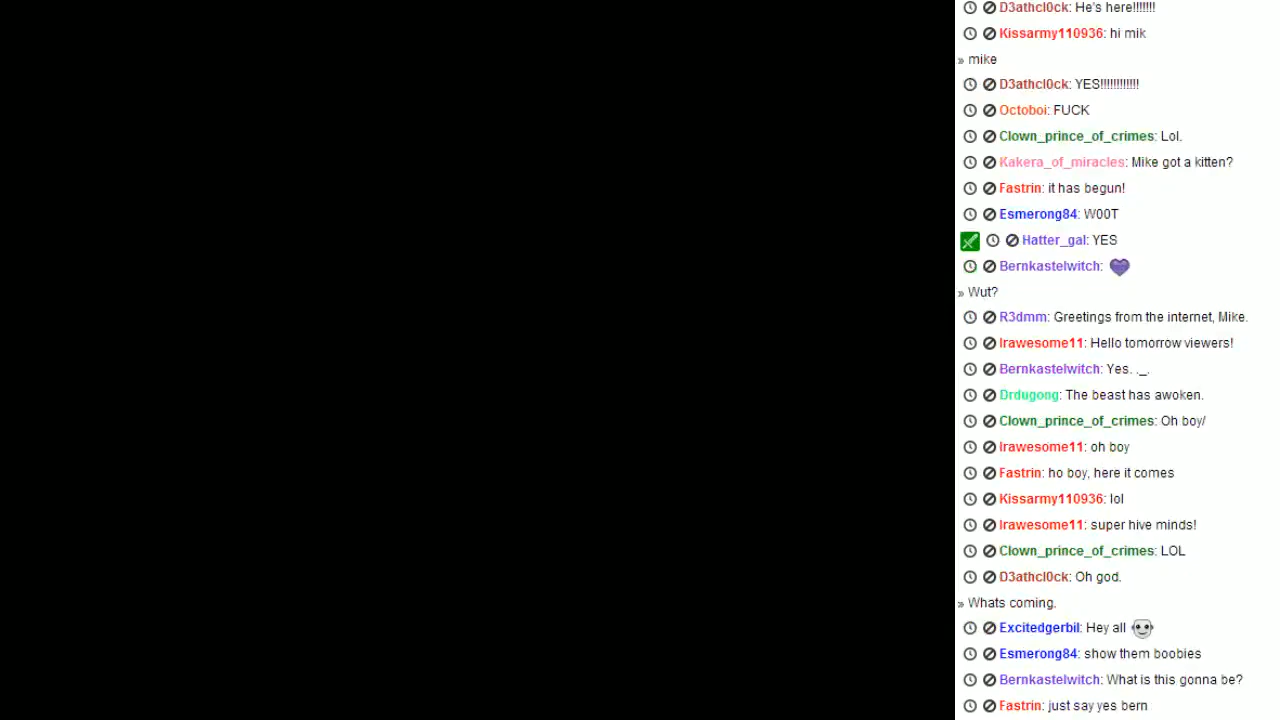 D3athcl0ck: He's here!!!!!!!
Kissarmy110936: hi mik
» mike
D3athcl0ck: YES!!!!!!!!!!!!
Octoboi: FUCK
Clown_prince_of_crimes: Lol.
Kakera_of_miracles: Mike got a kitten?
Fastrin: it has begun!
Esmerong84: W00T
Hatter_gal: YES
Bernkastelwitch:
» Wut?
R3dmm: Greetings from the internet, Mike.
Irawesome11: Hello tomorrow viewers!
Bernkastelwitch: Yes. ._.
Drdugong: The beast has awoken.
Clown_prince_of_crimes: Oh boy/
Irawesome11: oh boy
Fastrin: ho boy, here it comes
Kissarmy110936: lol
Irawesome11: super hive minds!
Clown_prince_of_crimes: LOL
D3athcl0ck: Oh god.
» Whats coming.
Excitedgerbil: Hey all
Esmerong84: show them boobies
Bernkastelwitch: What is this gonna be?
Fastrin: just say yes bern